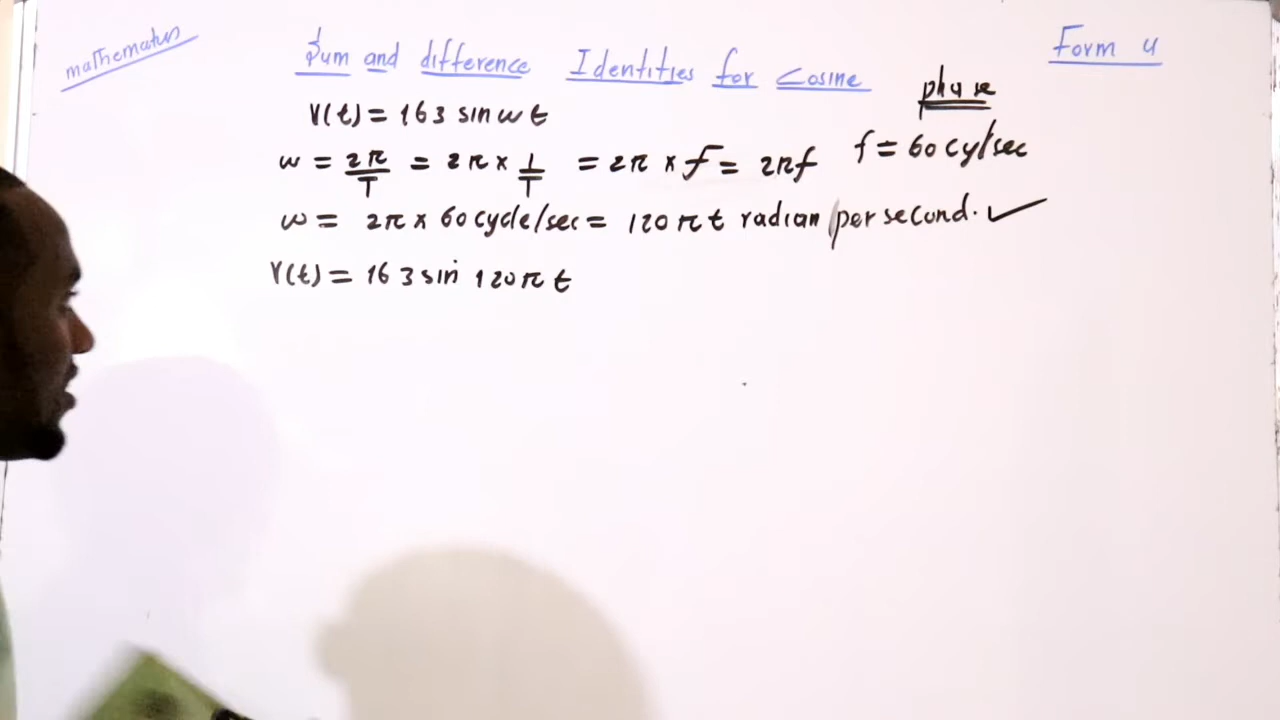 mathematics
Sum and difference Identities for Cosine
Form 4
phase
V(t) = 163 sin ω t
ω = 2π/T = 2π × 1/T = 2π × f = 2πf
f = 60 cy/sec
ω = 2π × 60 cycle/sec = 120 π t radian per second. ✓
V(t) = 163 sin 120 π t